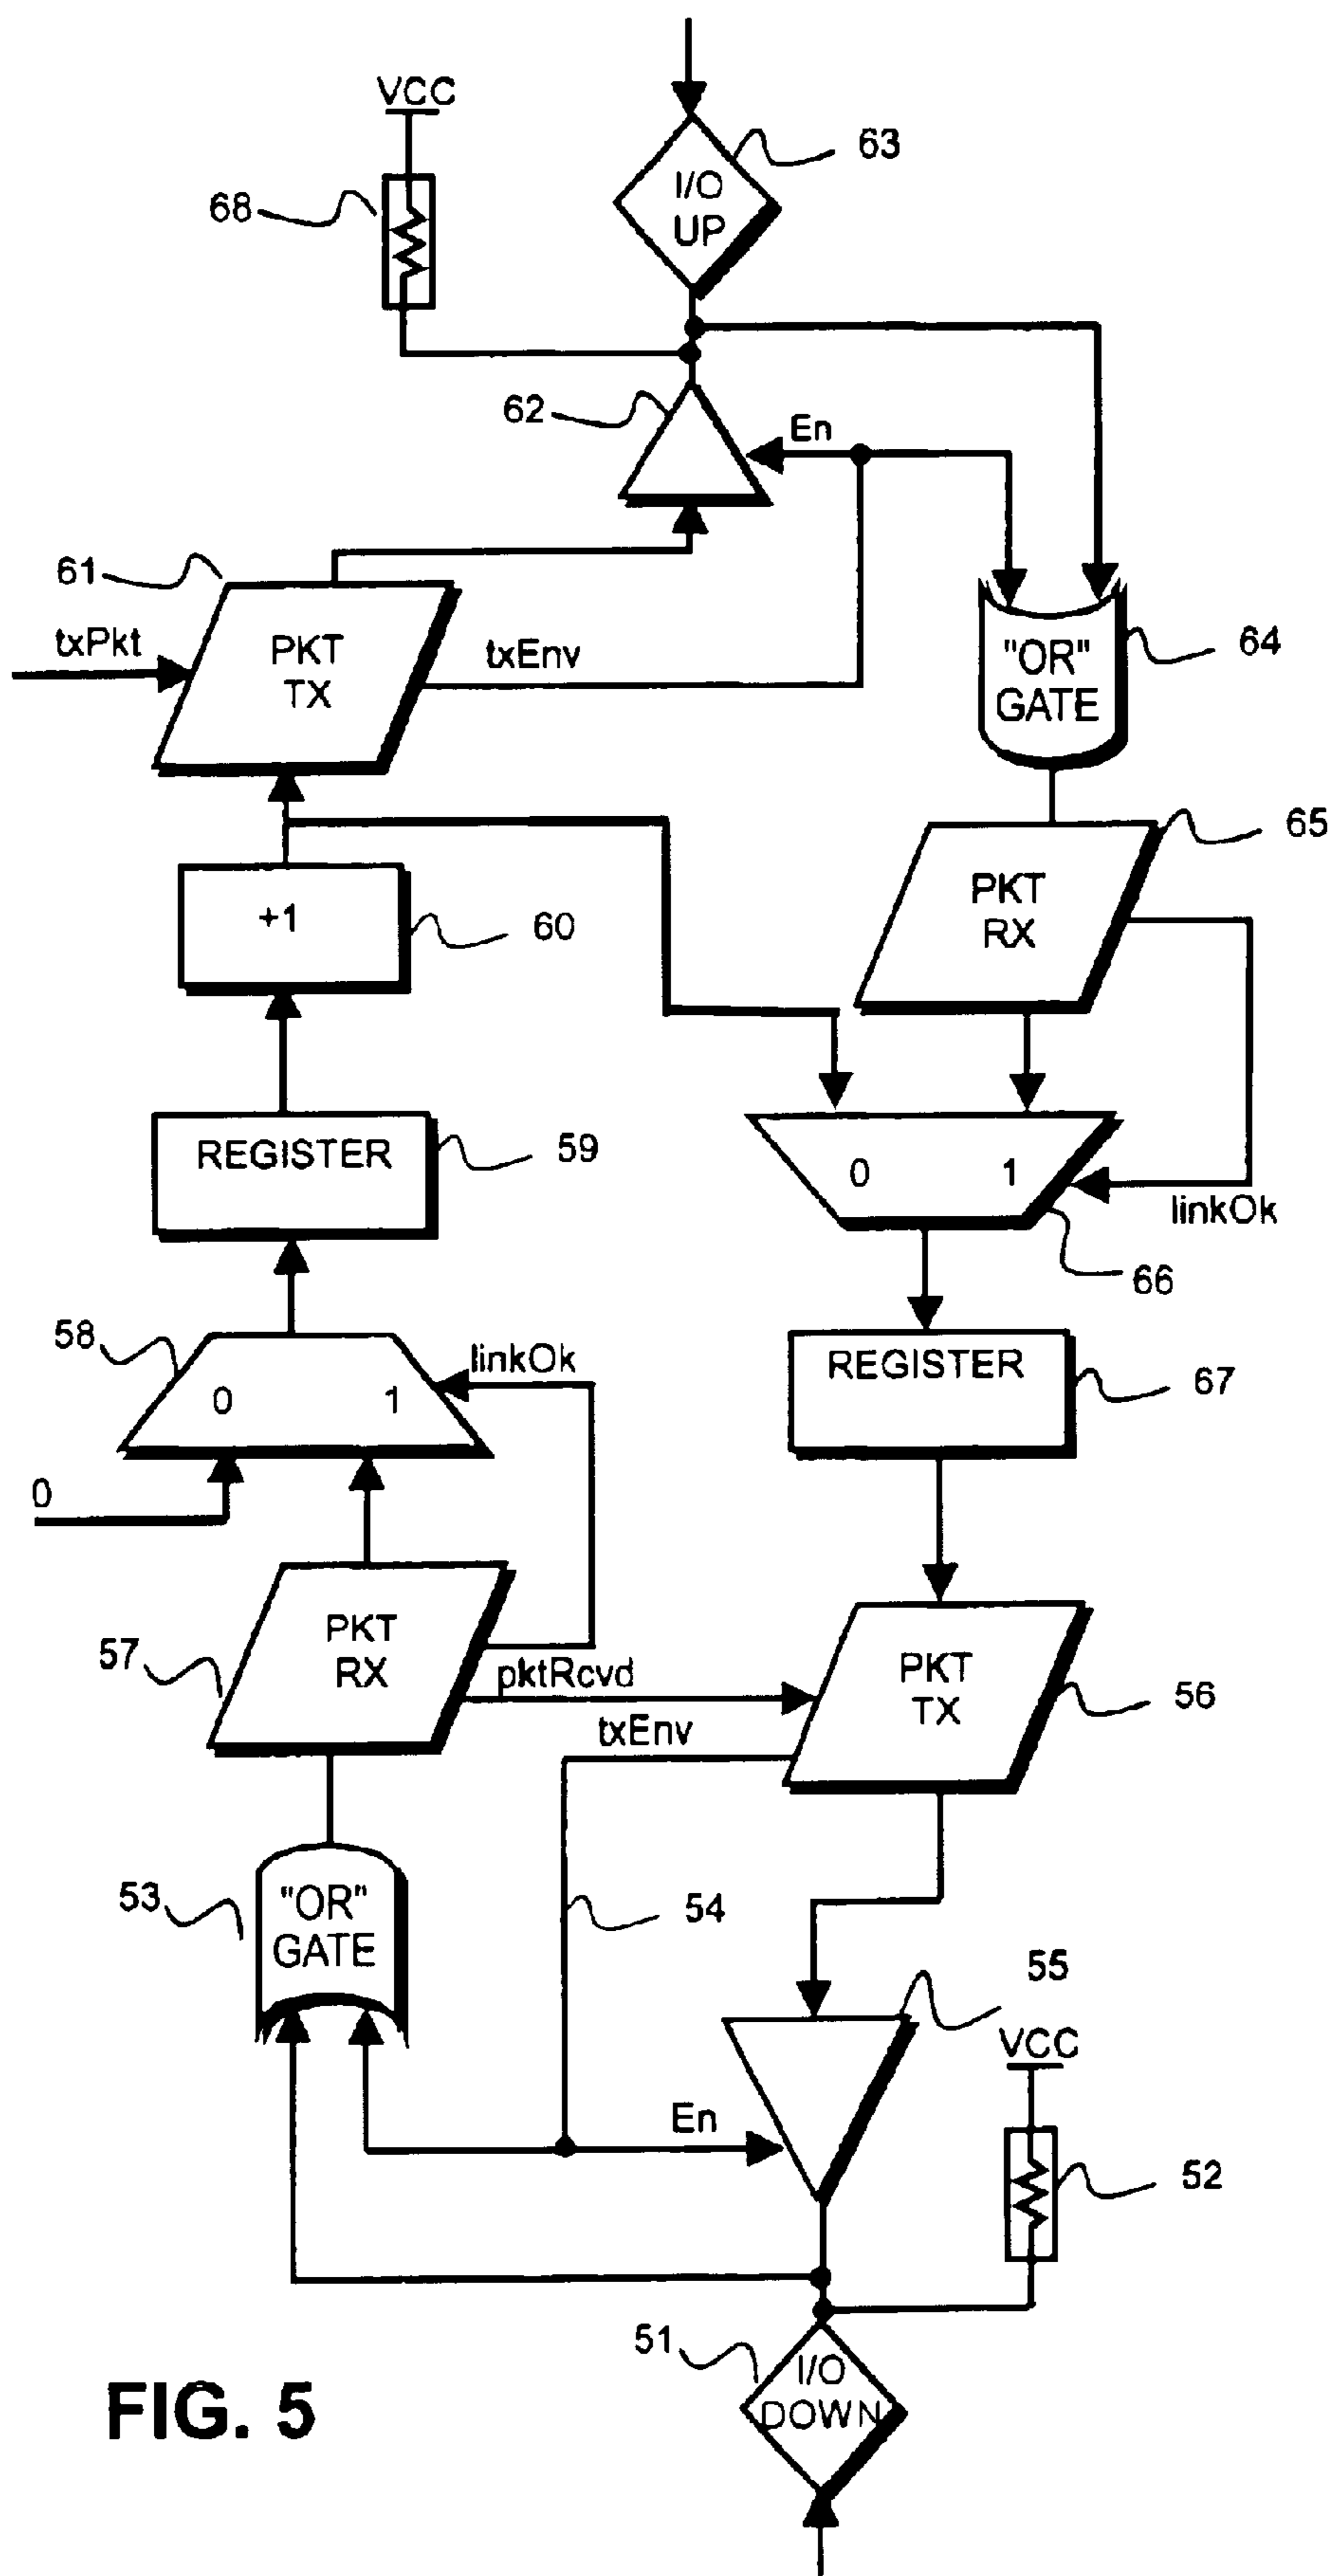 VCC
63
I/O
UP
68
62
En
61
txPkt
PKT
TX
txEnv
"OR"
GATE
64
65
PKT
RX
+1
60
REGISTER
59
0 1
linkOk
66
58
linkOk
0 1
REGISTER
67
0
PKT
RX
57
pktRcvd
txEnv
PKT
TX
56
53
"OR"
GATE
54
55
VCC
En
52
51
I/O
DOWN
FIG. 5